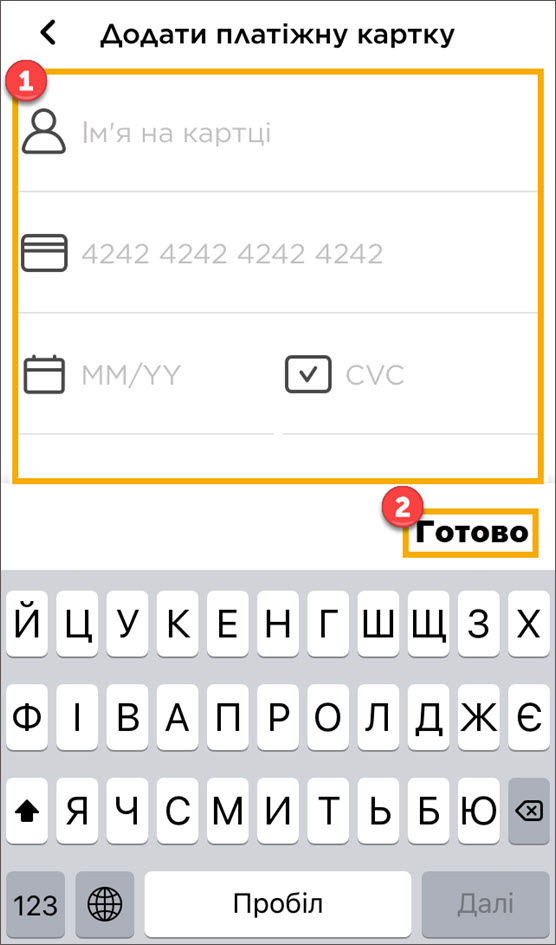 Додати платіжну картку
1
Ім'я на картці
4242 4242 4242 4242
MM/YY CVC
2
Готово
Й Ц У К Е Н Г Ш Щ З Х
Ф І В А П Р О Л Д Ж Є
Я Ч С М И Т Ь Б Ю
123 Пробіл Далі